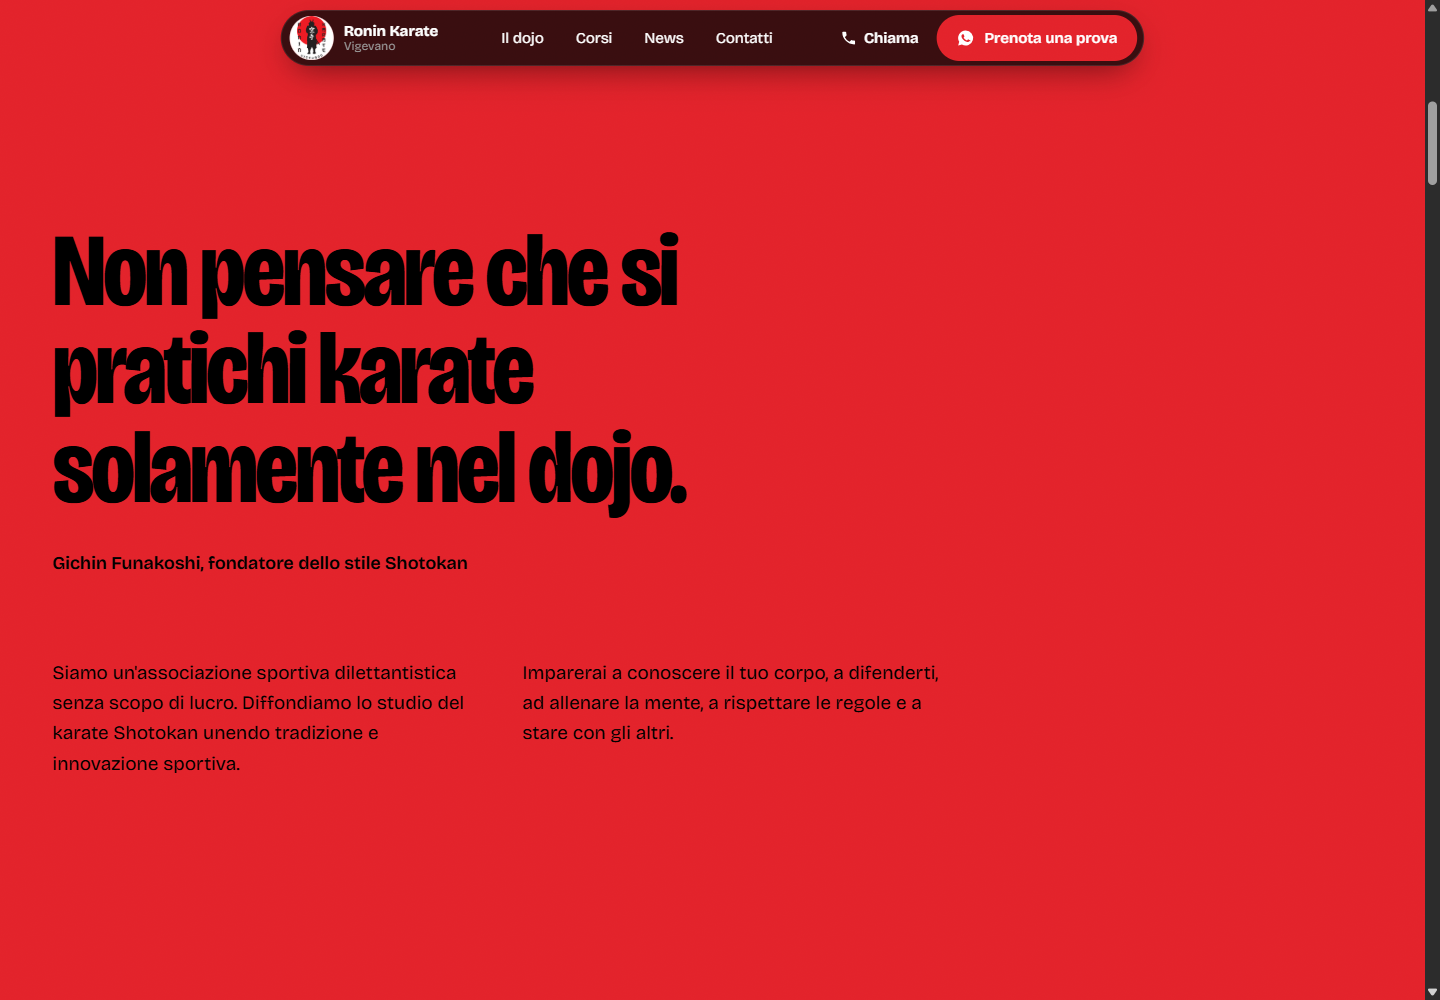 Ronin Karate
Vigevano
Il dojo
Corsi
News
Contatti
Chiama
Prenota una prova
Non pensare che si
pratichi karate
solamente nel dojo.
Gichin Funakoshi, fondatore dello stile Shotokan
Siamo un'associazione sportiva dilettantistica
senza scopo di lucro. Diffondiamo lo studio del
karate Shotokan unendo tradizione e
innovazione sportiva.
Imparerai a conoscere il tuo corpo, a difenderti,
ad allenare la mente, a rispettare le regole e a
stare con gli altri.